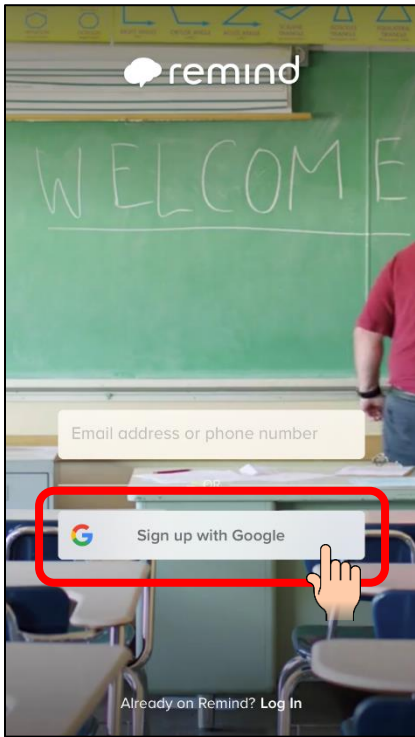 remind
WELCOME
Email address or phone number
OR
Sign up with Google
Already on Remind? Log In